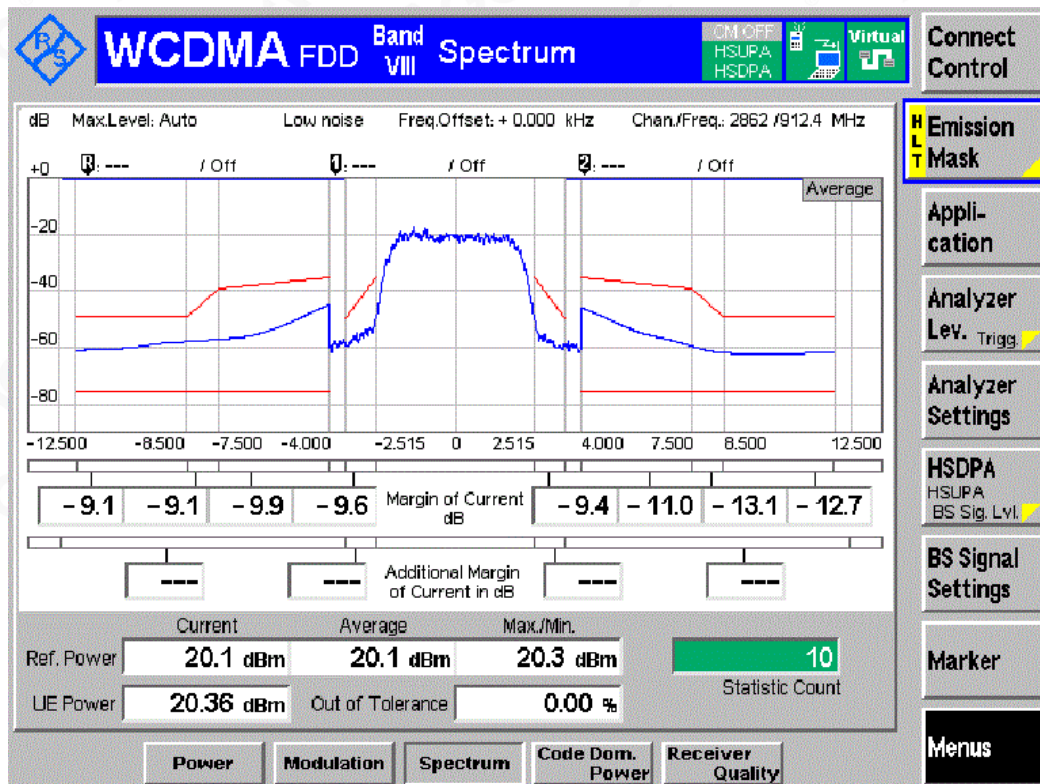 R/S
WCDMA FDD Band VIII Spectrum
CM OFF
HSUPA
HSDPA
Virtual
Connect Control
dB Max.Level: Auto Low noise Freq.Offset: + 0.000 kHz Chan./Freq.: 2862 /912.4 MHz
HLT
Emission Mask
+0 R: --- / Off 1: --- / Off 2: --- / Off
Average
Appli-
cation
-20
-40
-60
-80
Analyzer
Lev. Trigg.
Analyzer
Settings
-12.500 -8.500 -7.500 -4.000 -2.515 0 2.515 4.000 7.500 8.500 12.500
HSDPA
HSUPA
BS Sig. Lvl.
-9.1 -9.1 -9.9 -9.6 Margin of Current dB -9.4 -11.0 -13.1 -12.7
BS Signal
Settings
--- --- Additional Margin of Current in dB --- ---
Current Average Max./Min.
Ref. Power 20.1 dBm 20.1 dBm 20.3 dBm 10
Statistic Count
Marker
UE Power 20.36 dBm Out of Tolerance 0.00 %
Menus
Power Modulation Spectrum Code Dom. Power Receiver Quality